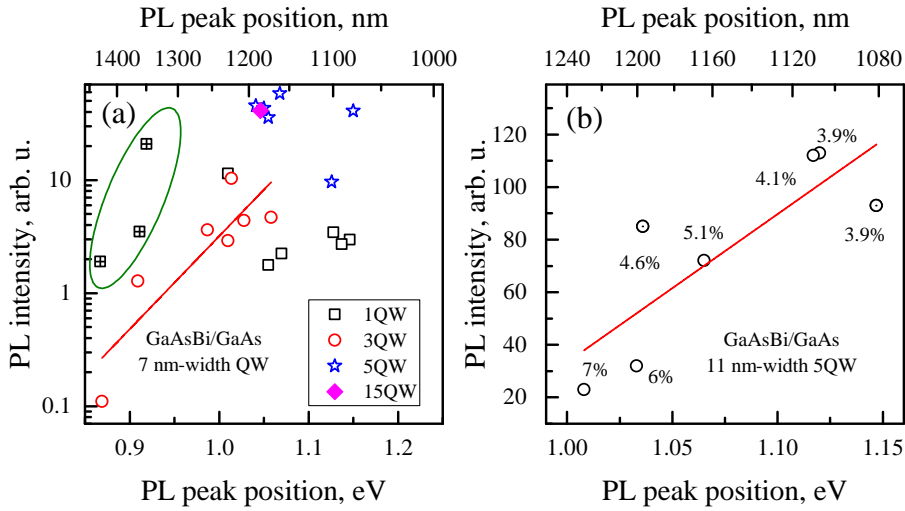 PL peak position, nm
1400 1300 1200 1100 1000
PL intensity, arb. u.
10
1
0.1
(a)
GaAsBi/GaAs
7 nm-width QW
1QW
3QW
5QW
15QW
0.9 1.0 1.1 1.2
PL peak position, eV
PL peak position, nm
1230 1200 1160 1120 1080
PL intensity, arb. u.
120
100
80
60
40
20
(b)
3.9%
4.1%
5.1%
3.9%
4.6%
7%
6%
GaAsBi/GaAs
11 nm-width 5QW
1.00 1.05 1.10 1.15
PL peak position, eV